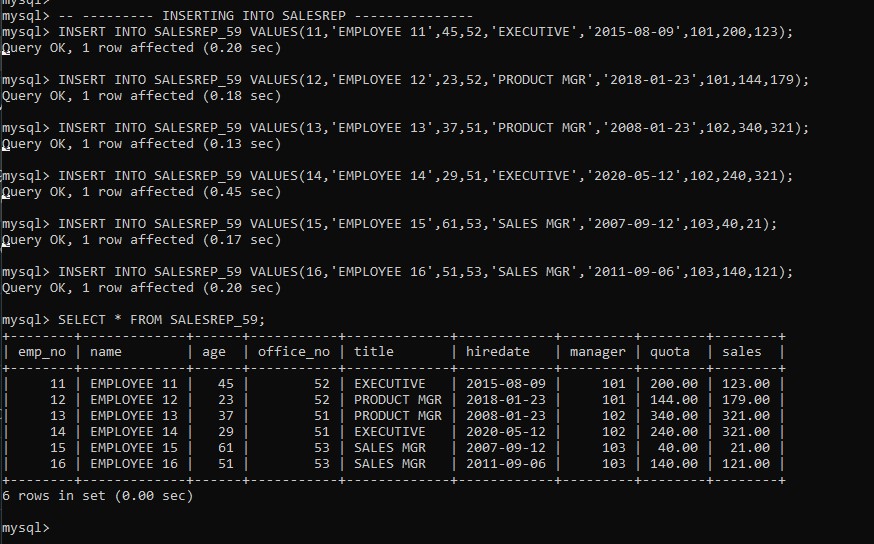 mysql>
mysql> -- ---------- INSERTING INTO SALESREP ---------------
mysql> INSERT INTO SALESREP_59 VALUES(11,'EMPLOYEE 11',45,52,'EXECUTIVE','2015-08-09',101,200,123);
Query OK, 1 row affected (0.20 sec)
mysql> INSERT INTO SALESREP_59 VALUES(12,'EMPLOYEE 12',23,52,'PRODUCT MGR','2018-01-23',101,144,179);
Query OK, 1 row affected (0.18 sec)
mysql> INSERT INTO SALESREP_59 VALUES(13,'EMPLOYEE 13',37,51,'PRODUCT MGR','2008-01-23',102,340,321);
Query OK, 1 row affected (0.13 sec)
mysql> INSERT INTO SALESREP_59 VALUES(14,'EMPLOYEE 14',29,51,'EXECUTIVE','2020-05-12',102,240,321);
Query OK, 1 row affected (0.45 sec)
mysql> INSERT INTO SALESREP_59 VALUES(15,'EMPLOYEE 15',61,53,'SALES MGR','2007-09-12',103,40,21);
Query OK, 1 row affected (0.17 sec)
mysql> INSERT INTO SALESREP_59 VALUES(16,'EMPLOYEE 16',51,53,'SALES MGR','2011-09-06',103,140,121);
Query OK, 1 row affected (0.20 sec)
mysql> SELECT * FROM SALESREP_59;
+--------+-------------+------+-----------+-------------+------------+---------+--------+--------+
| emp_no | name        | age  | office_no | title       | hiredate   | manager | quota  | sales  |
+--------+-------------+------+-----------+-------------+------------+---------+--------+--------+
|     11 | EMPLOYEE 11 |   45 |        52 | EXECUTIVE   | 2015-08-09 |     101 | 200.00 | 123.00 |
|     12 | EMPLOYEE 12 |   23 |        52 | PRODUCT MGR | 2018-01-23 |     101 | 144.00 | 179.00 |
|     13 | EMPLOYEE 13 |   37 |        51 | PRODUCT MGR | 2008-01-23 |     102 | 340.00 | 321.00 |
|     14 | EMPLOYEE 14 |   29 |        51 | EXECUTIVE   | 2020-05-12 |     102 | 240.00 | 321.00 |
|     15 | EMPLOYEE 15 |   61 |        53 | SALES MGR   | 2007-09-12 |     103 |  40.00 |  21.00 |
|     16 | EMPLOYEE 16 |   51 |        53 | SALES MGR   | 2011-09-06 |     103 | 140.00 | 121.00 |
+--------+-------------+------+-----------+-------------+------------+---------+--------+--------+
6 rows in set (0.00 sec)
mysql>